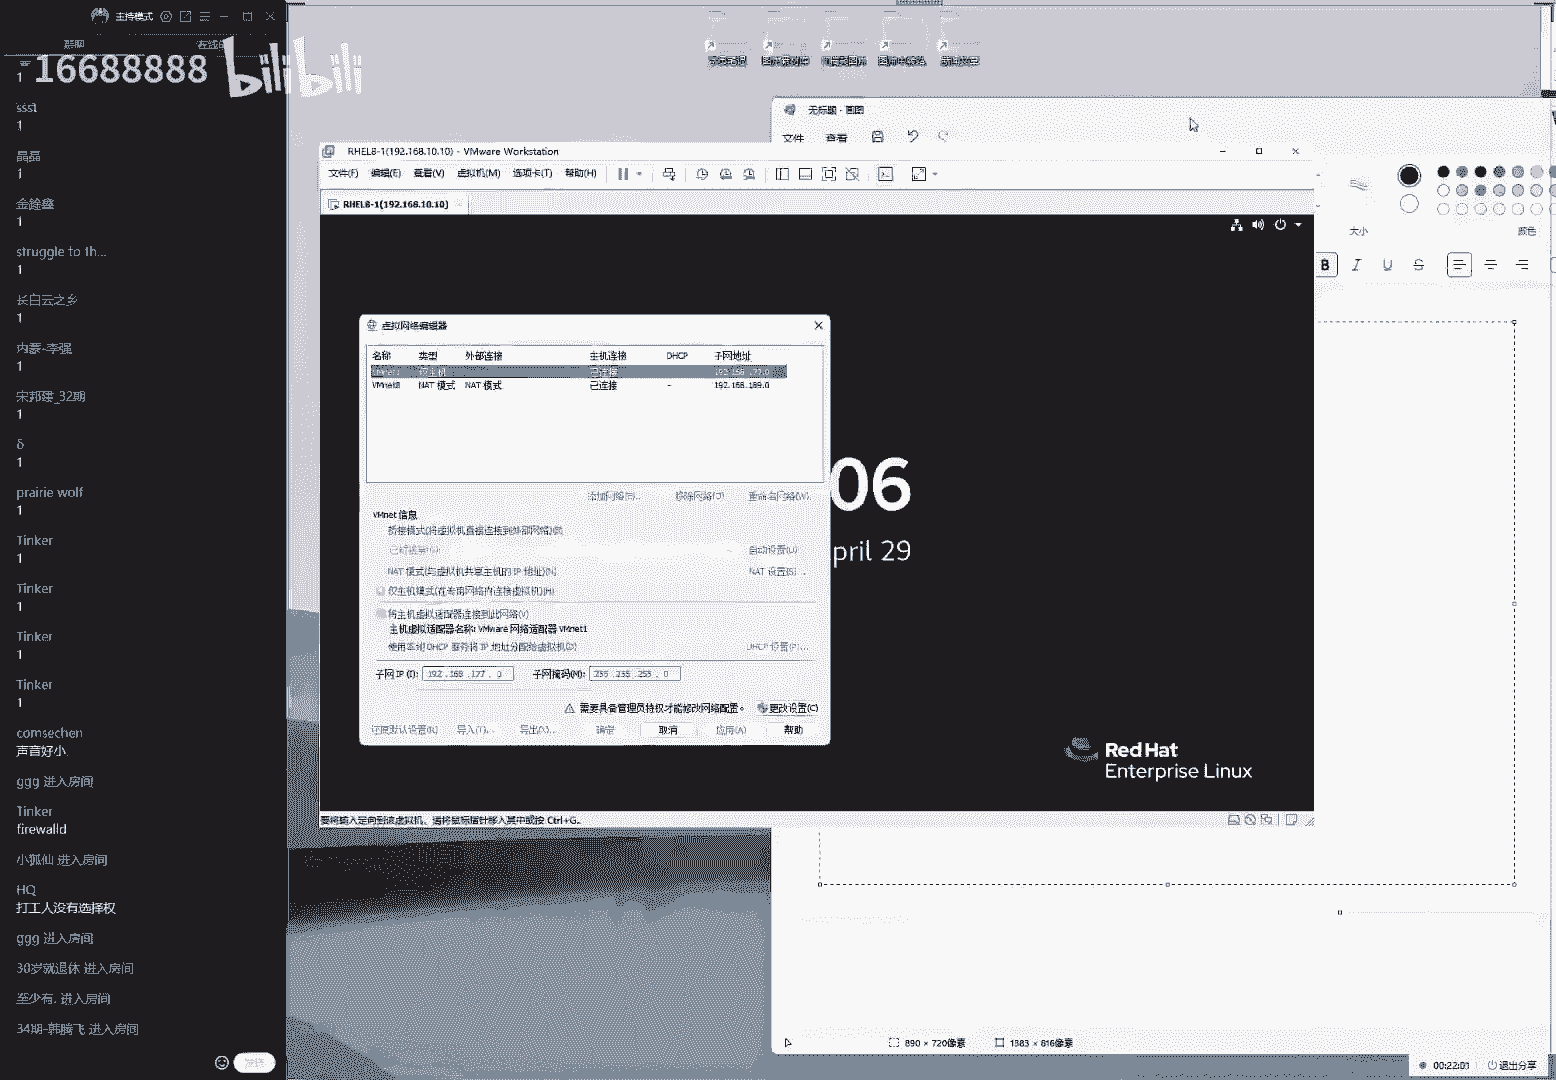 主持模式
16688888 bilibili
1
ssst
1
晶磊
1
金銓鑫
1
struggle to th...
1
长白云之乡
1
内蒙-李强
1
宋邦建_32期
1
δ
1
prairie wolf
1
Tinker
1
Tinker
1
Tinker
1
Tinker
1
comsechen
声音好小
ggg 进入房间
Tinker
firewalld
小狐仙 进入房间
HQ
打工人没有选择权
ggg 进入房间
30岁就退休 进入房间
至少有. 进入房间
34期-韩腾飞 进入房间
无标题 - 画图
文件 查看
大小
颜色
B I U S
RHEL8-1(192.168.10.10) - VMware Workstation
文件(F) 编辑(E) 查看(V) 虚拟机(M) 选项卡(T) 帮助(H)
RHEL8-1(192.168.10.10)
虚拟网络编辑器
名称 类型 外部连接 主机连接 DHCP 子网地址
VMnet1 仅主机 已连接
VMnet8 NAT 模式 NAT 模式 已连接 - 192.168.189.0
添加网络(E)... 移除网络(O) 重命名网络(W)...
VMnet 信息
桥接模式(将虚拟机直接连接到外部网络)(B)
已桥接至(G): 自动设置(U)...
NAT 模式(与虚拟机共享主机的 IP 地址)(N) NAT 设置(S)...
仅主机模式(在专用网络内连接虚拟机)(H)
将主机虚拟适配器连接到此网络(V)
主机虚拟适配器名称: VMware 网络适配器 VMnet1
使用本地 DHCP 服务将 IP 地址分配给虚拟机(D) DHCP 设置(P)...
子网 IP (I): 192 . 168 . 177 . 0 子网掩码(M): 255 . 255 . 255 . 0
需要具备管理员特权才能修改网络配置。 更改设置(C)
还原默认设置(R) 导入(T)... 导出(X)... 确定 取消 应用(A) 帮助
06
pril 29
Red Hat
Enterprise Linux
要将输入定向到该虚拟机，请将鼠标指针移入其中或按 Ctrl+G。
890 × 720像素 1383 × 816像素
发送
00:22:01 退出分享